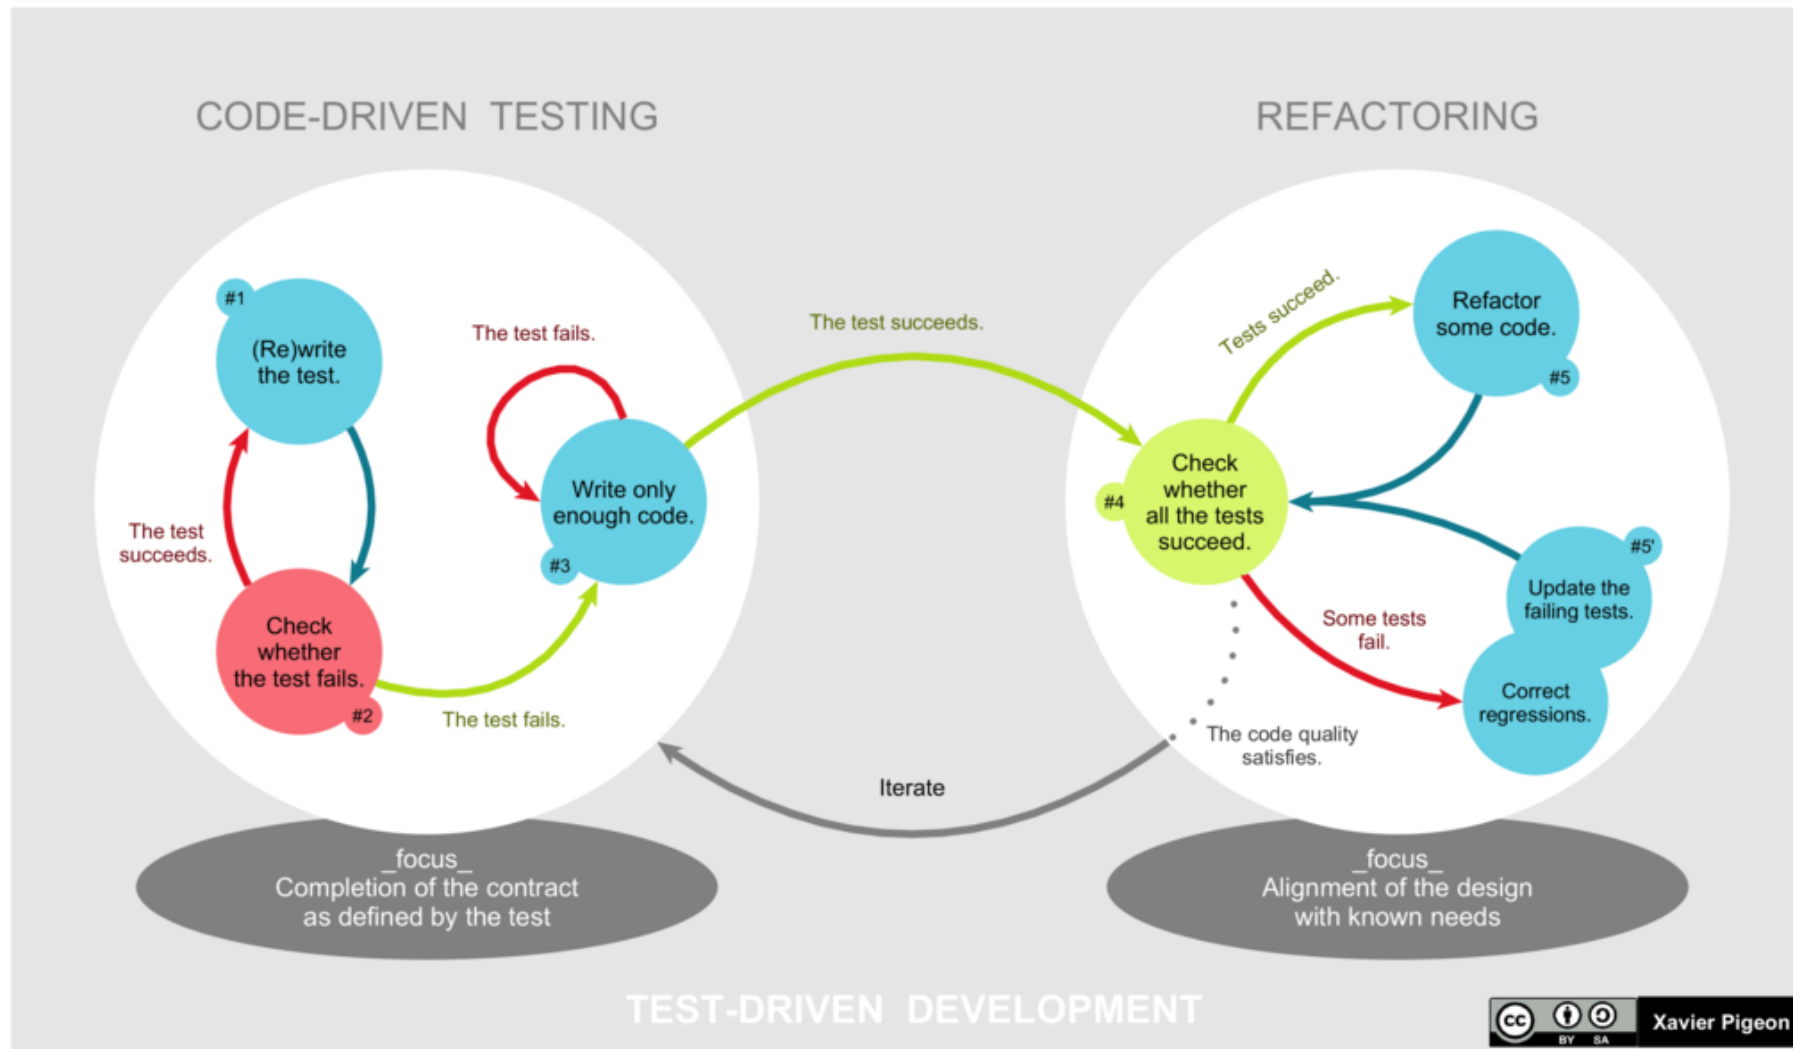 CODE-DRIVEN TESTING
REFACTORING
#1
(Re)write
the test.
The test fails.
The test succeeds.
Tests succeed.
Refactor
some code.
#5
The test
succeeds.
Write only
enough code.
#3
Check
whether
all the tests
succeed.
#4
#5'
Update the
failing tests.
Some tests
fail.
Correct
regressions.
Check
whether
the test fails.
#2
The test fails.
The code quality
satisfies.
Iterate
_focus_
Completion of the contract
as defined by the test
_focus_
Alignment of the design
with known needs
TEST-DRIVEN DEVELOPMENT
cc
BY SA
Xavier Pigeon